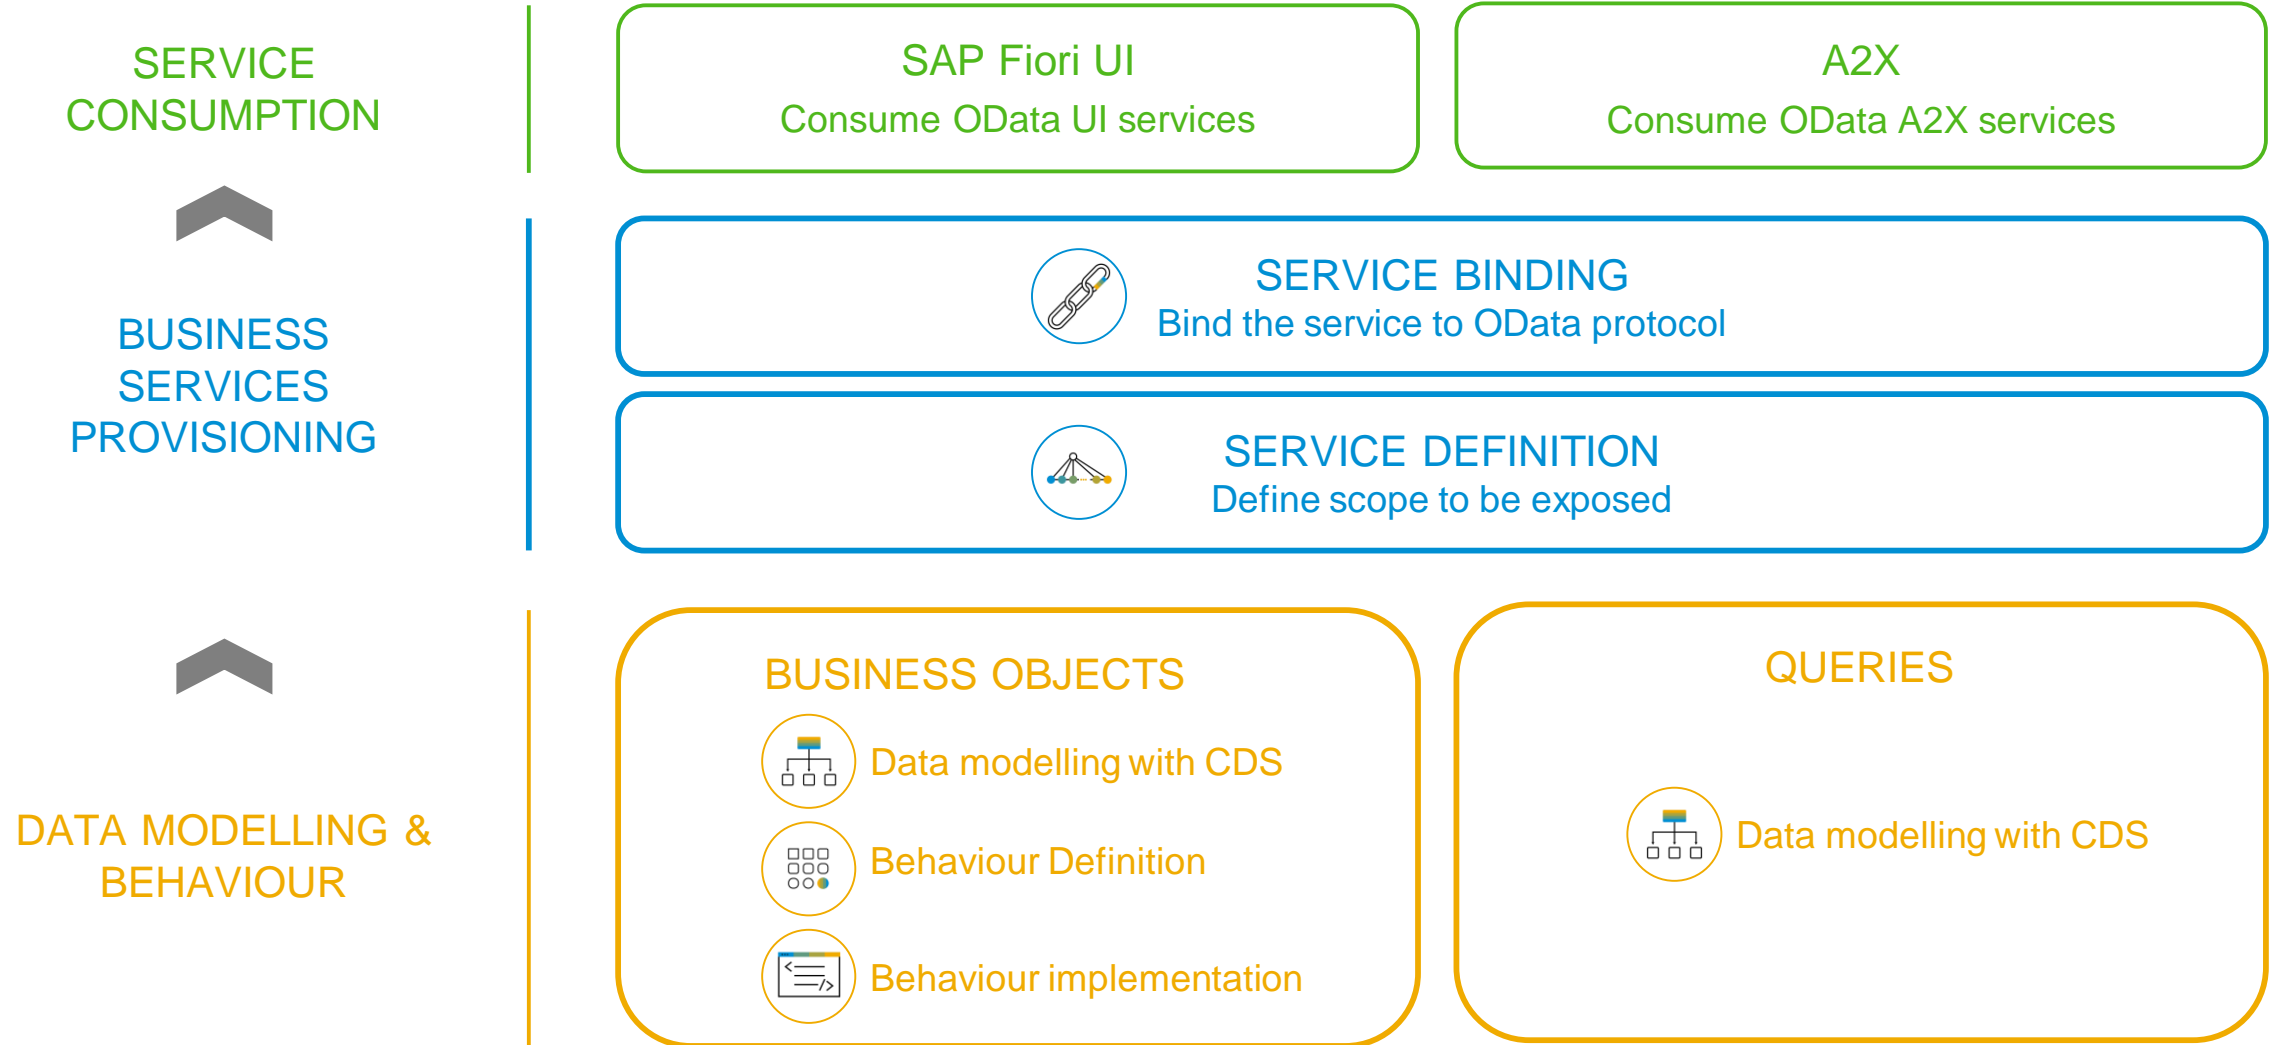 SERVICE
CONSUMPTION
SAP Fiori UI
Consume OData UI services
A2X
Consume OData A2X services
BUSINESS
SERVICES
PROVISIONING
SERVICE BINDING
Bind the service to OData protocol
SERVICE DEFINITION
Define scope to be exposed
DATA MODELLING &
BEHAVIOUR
BUSINESS OBJECTS
Data modelling with CDS
Behaviour Definition
Behaviour implementation
QUERIES
Data modelling with CDS